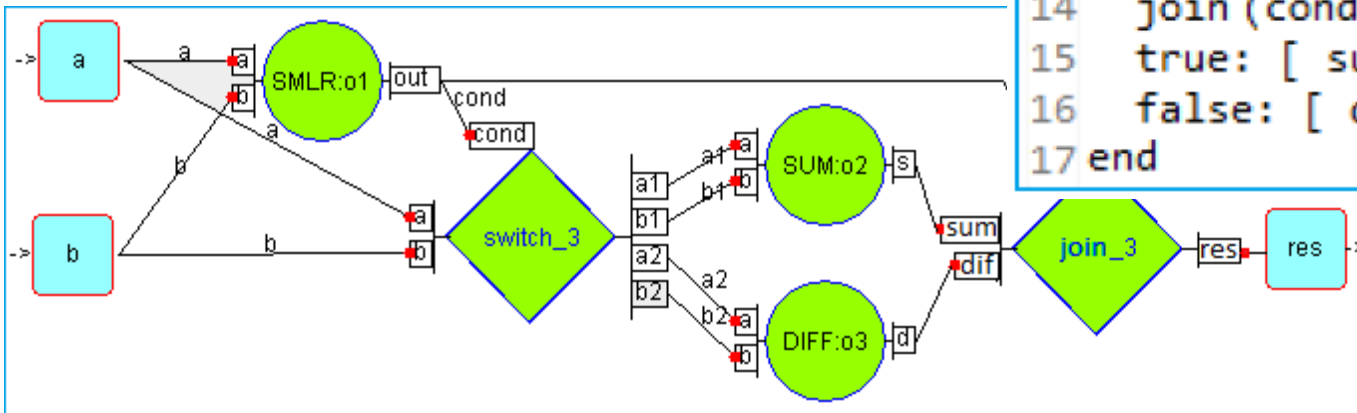 ->
a
a
a
b
SMLR:o1
out
cond
cond
a
b
->
b
b
a
b
switch_3
a1
b1
a2
b2
a1
b1
a
b
SUM:o2
s
a2
b2
a
b
DIFF:o3
d
sum
dif
join_3
res
res
14 join (cond
15 true: [
16 false: [
17 end